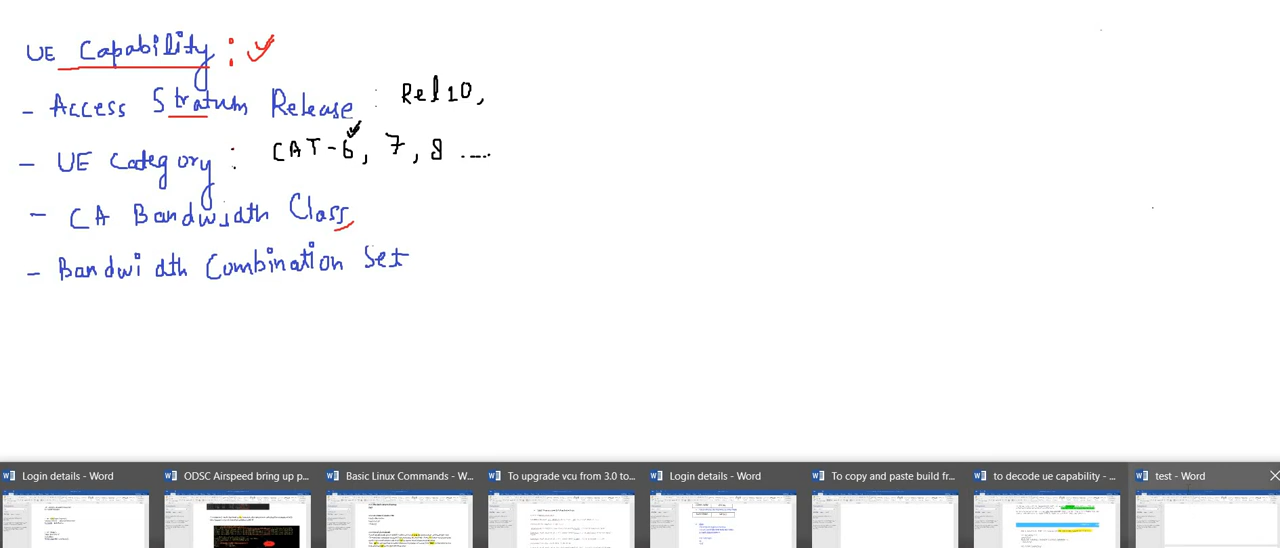 UE Capability :
- Access Stratum Release : Rel 10,
- UE Category : CAT-6, 7, 8 ....
- CA Bandwidth Class
- Bandwidth Combination Set
Login details - Word
ODSC Airspeed bring up p...
Basic Linux Commands - W...
To upgrade vcu from 3.0 to...
Login details - Word
To copy and paste build fr...
to decode ue capability - ...
test - Word